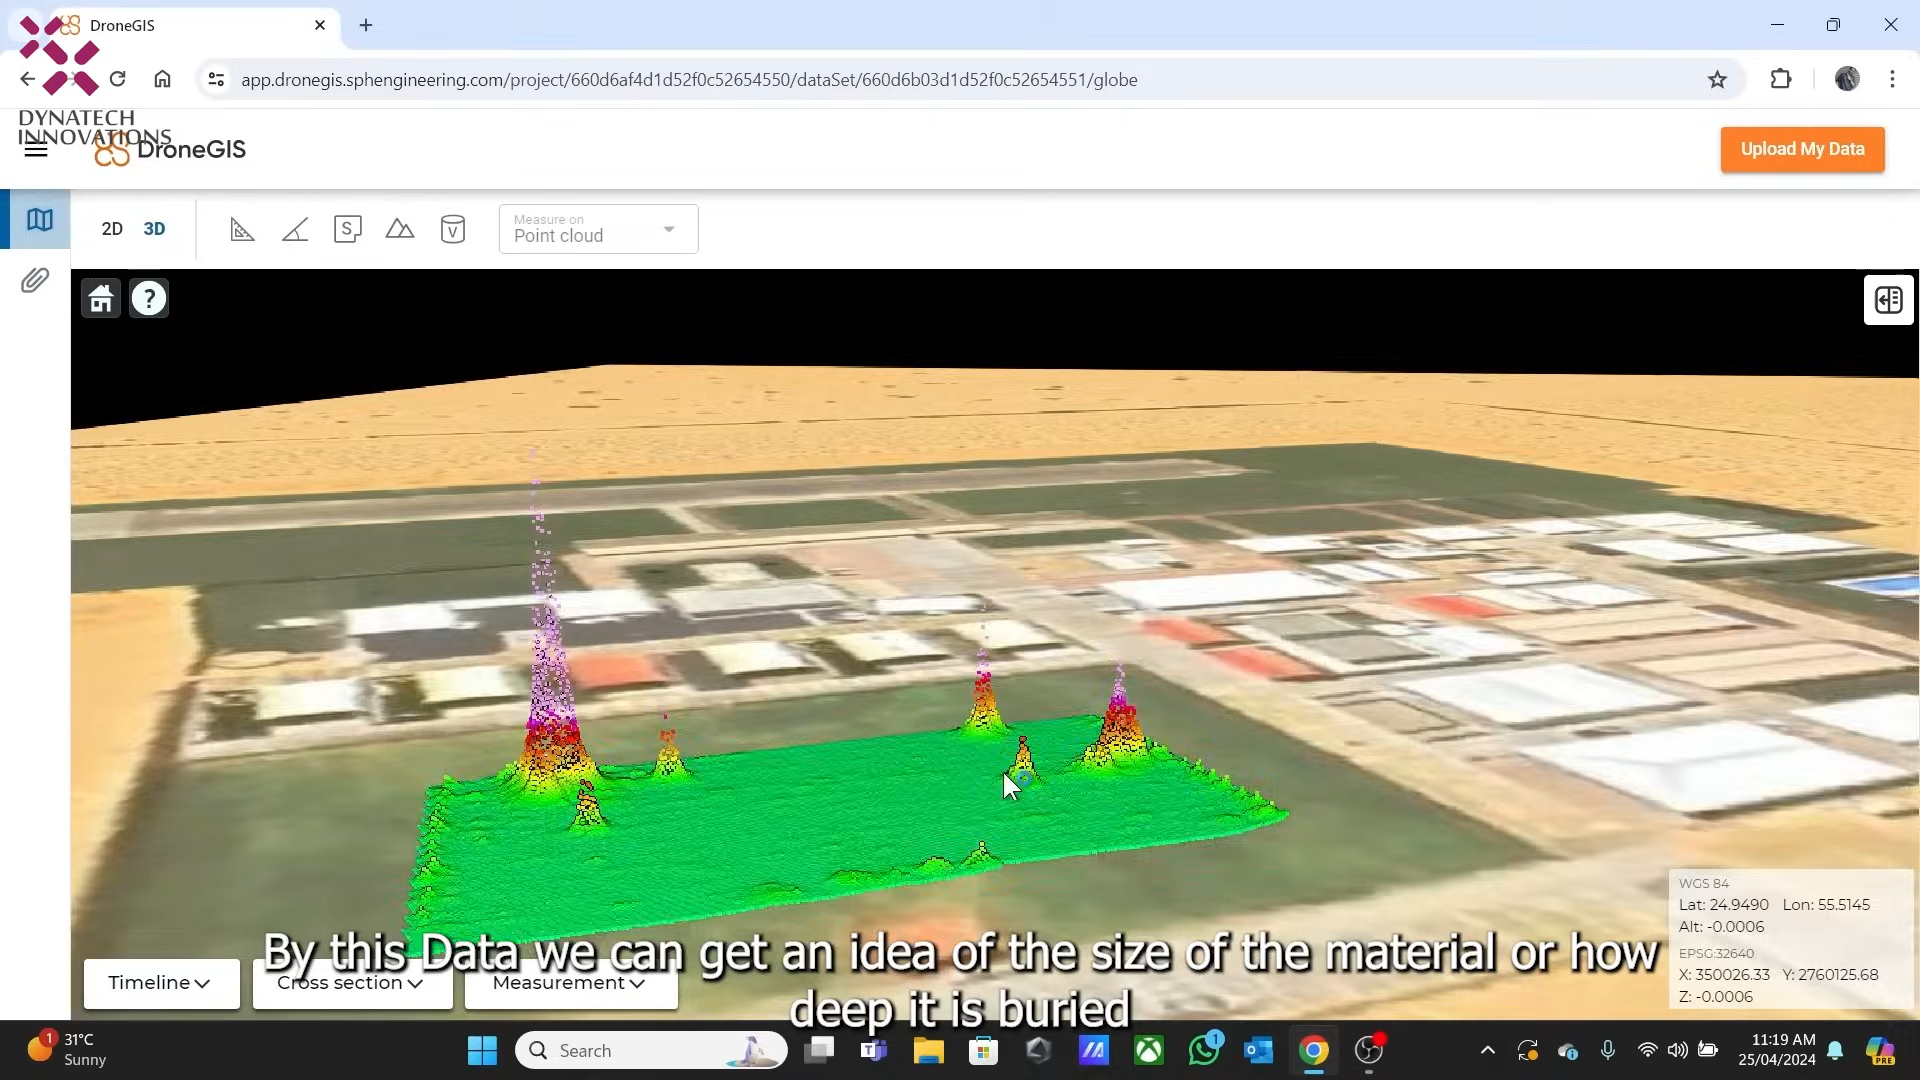 DroneGIS
app.dronegis.sphengineering.com/project/660d6af4d1d52f0c52654550/dataSet/660d6b03d1d52f0c52654551/globe
DYNATECH
INNOVATIONS
DroneGIS
Upload My Data
2D 3D
S
V
Measure on
Point cloud
?
WGS 84
Lat: 24.9490 Lon: 55.5145
Alt: -0.0006
EPSG:32640
X: 350026.33 Y: 2760125.68
Z: -0.0006
Timeline
Cross section
Measurement
By this Data we can get an idea of the size of the material or how
deep it is buried
1
31°C
Sunny
Search
1
11:19 AM
25/04/2024
PRE